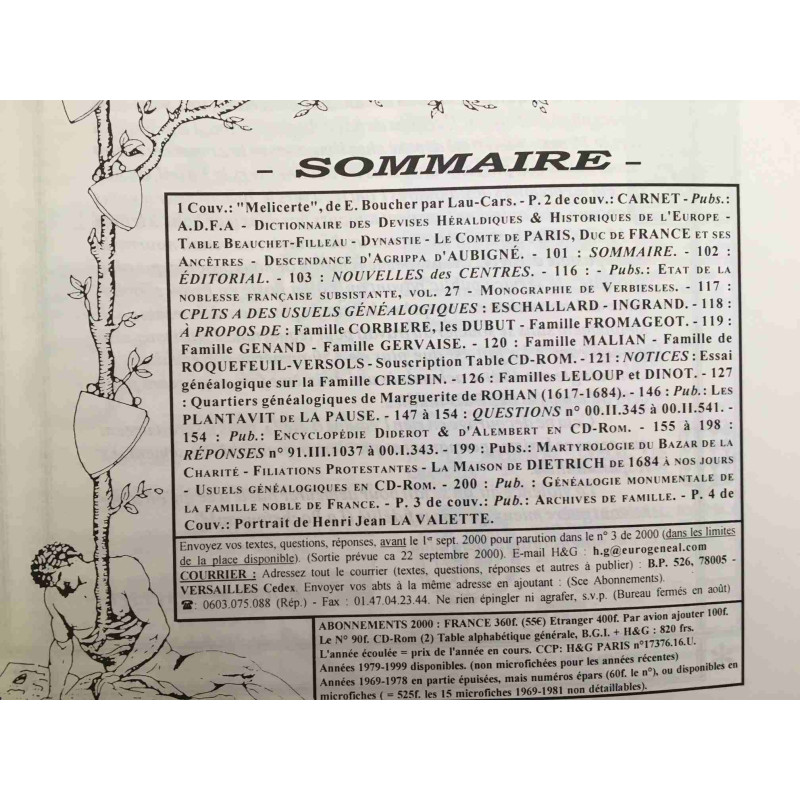 - SOMMAIRE -
1 Couv.: "Melicerte", de E. Boucher par Lau-Cars. - P. 2 de couv.: CARNET - Pubs.:
A.D.F.A - DICTIONNAIRE DES DEVISES HÉRALDIQUES & HISTORIQUES DE L'EUROPE -
TABLE BEAUCHET-FILLEAU - DYNASTIE - LE COMTE DE PARIS, DUC DE FRANCE ET SES
ANCÊTRES - DESCENDANCE D'AGRIPPA D'AUBIGNÉ. - 101 : SOMMAIRE. - 102 :
ÉDITORIAL. - 103 : NOUVELLES des CENTRES. - 116 : - Pubs.: ETAT DE LA
NOBLESSE FRANÇAISE SUBSISTANTE, VOL. 27 - MONOGRAPHIE DE VERBIESLES. - 117 :
CPLTS A DES USUELS GÉNÉALOGIQUES : ESCHALLARD - INGRAND. - 118 :
À PROPOS DE : Famille CORBIERE, les DUBUT - Famille FROMAGEOT. - 119 :
Famille GENAND - Famille GERVAISE. - 120 : Famille MALIAN - Famille de
ROQUEFEUIL-VERSOLS - Souscription Table CD-ROM. - 121 : NOTICES : Essai
généalogique sur la Famille CRESPIN. - 126 : Familles LELOUP et DINOT. - 127
: Quartiers généalogiques de Marguerite de ROHAN (1617-1684). - 146 : Pub.: LES
PLANTAVIT DE LA PAUSE. - 147 à 154 : QUESTIONS n° 00.II.345 à 00.II.541. -
154 : Pub.: ENCYCLOPÉDIE DIDEROT & D'ALEMBERT EN CD-ROM. - 155 à 198 :
RÉPONSES n° 91.III.1037 à 00.I.343. - 199 : Pubs.: MARTYROLOGE DU BAZAR DE LA
CHARITÉ - FILIATIONS PROTESTANTES - LA MAISON DE DIETRICH DE 1684 À NOS JOURS
- USUELS GÉNÉALOGIQUES EN CD-ROM. - 200 : Pub. : GÉNÉALOGIE MONUMENTALE DE
LA FAMILLE NOBLE DE FRANCE. - P. 3 de couv.: Pub.: ARCHIVES DE FAMILLE. - P. 4 de
Couv.: Portrait de Henri Jean LA VALETTE.
Envoyez vos textes, questions, réponses, avant le 1er sept. 2000 pour parution dans le n° 3 de 2000 (dans les limites
de la place disponible). (Sortie prévue ca 22 septembre 2000). E-mail H&G : h.g@eurogeneal.com
COURRIER : Adressez tout le courrier (textes, questions, réponses et autres à publier) : B.P. 526, 78005 -
VERSAILLES Cedex. Envoyer vos abts à la même adresse en ajoutant : (Sce Abonnements).
☎: 0603.075.088 (Rép.) - Fax : 01.47.04.23.44. Ne rien épingler ni agrafer, s.v.p. (Bureau fermés en août)
ABONNEMENTS 2000 : FRANCE 360f. (55€) Etranger 400f. Par avion ajouter 100f.
Le N° 90f. CD-Rom (2) Table alphabétique générale, B.G.I. + H&G : 820 frs.
L'année écoulée = prix de l'année en cours. CCP: H&G PARIS n°17376.16.U.
Années 1979-1999 disponibles. (non microfichées pour les années récentes)
Années 1969-1978 en partie épuisées, mais numéros épars (60f. le n°), ou disponibles en
microfiches ( = 525f. les 15 microfiches 1969-1981 non détaillables).